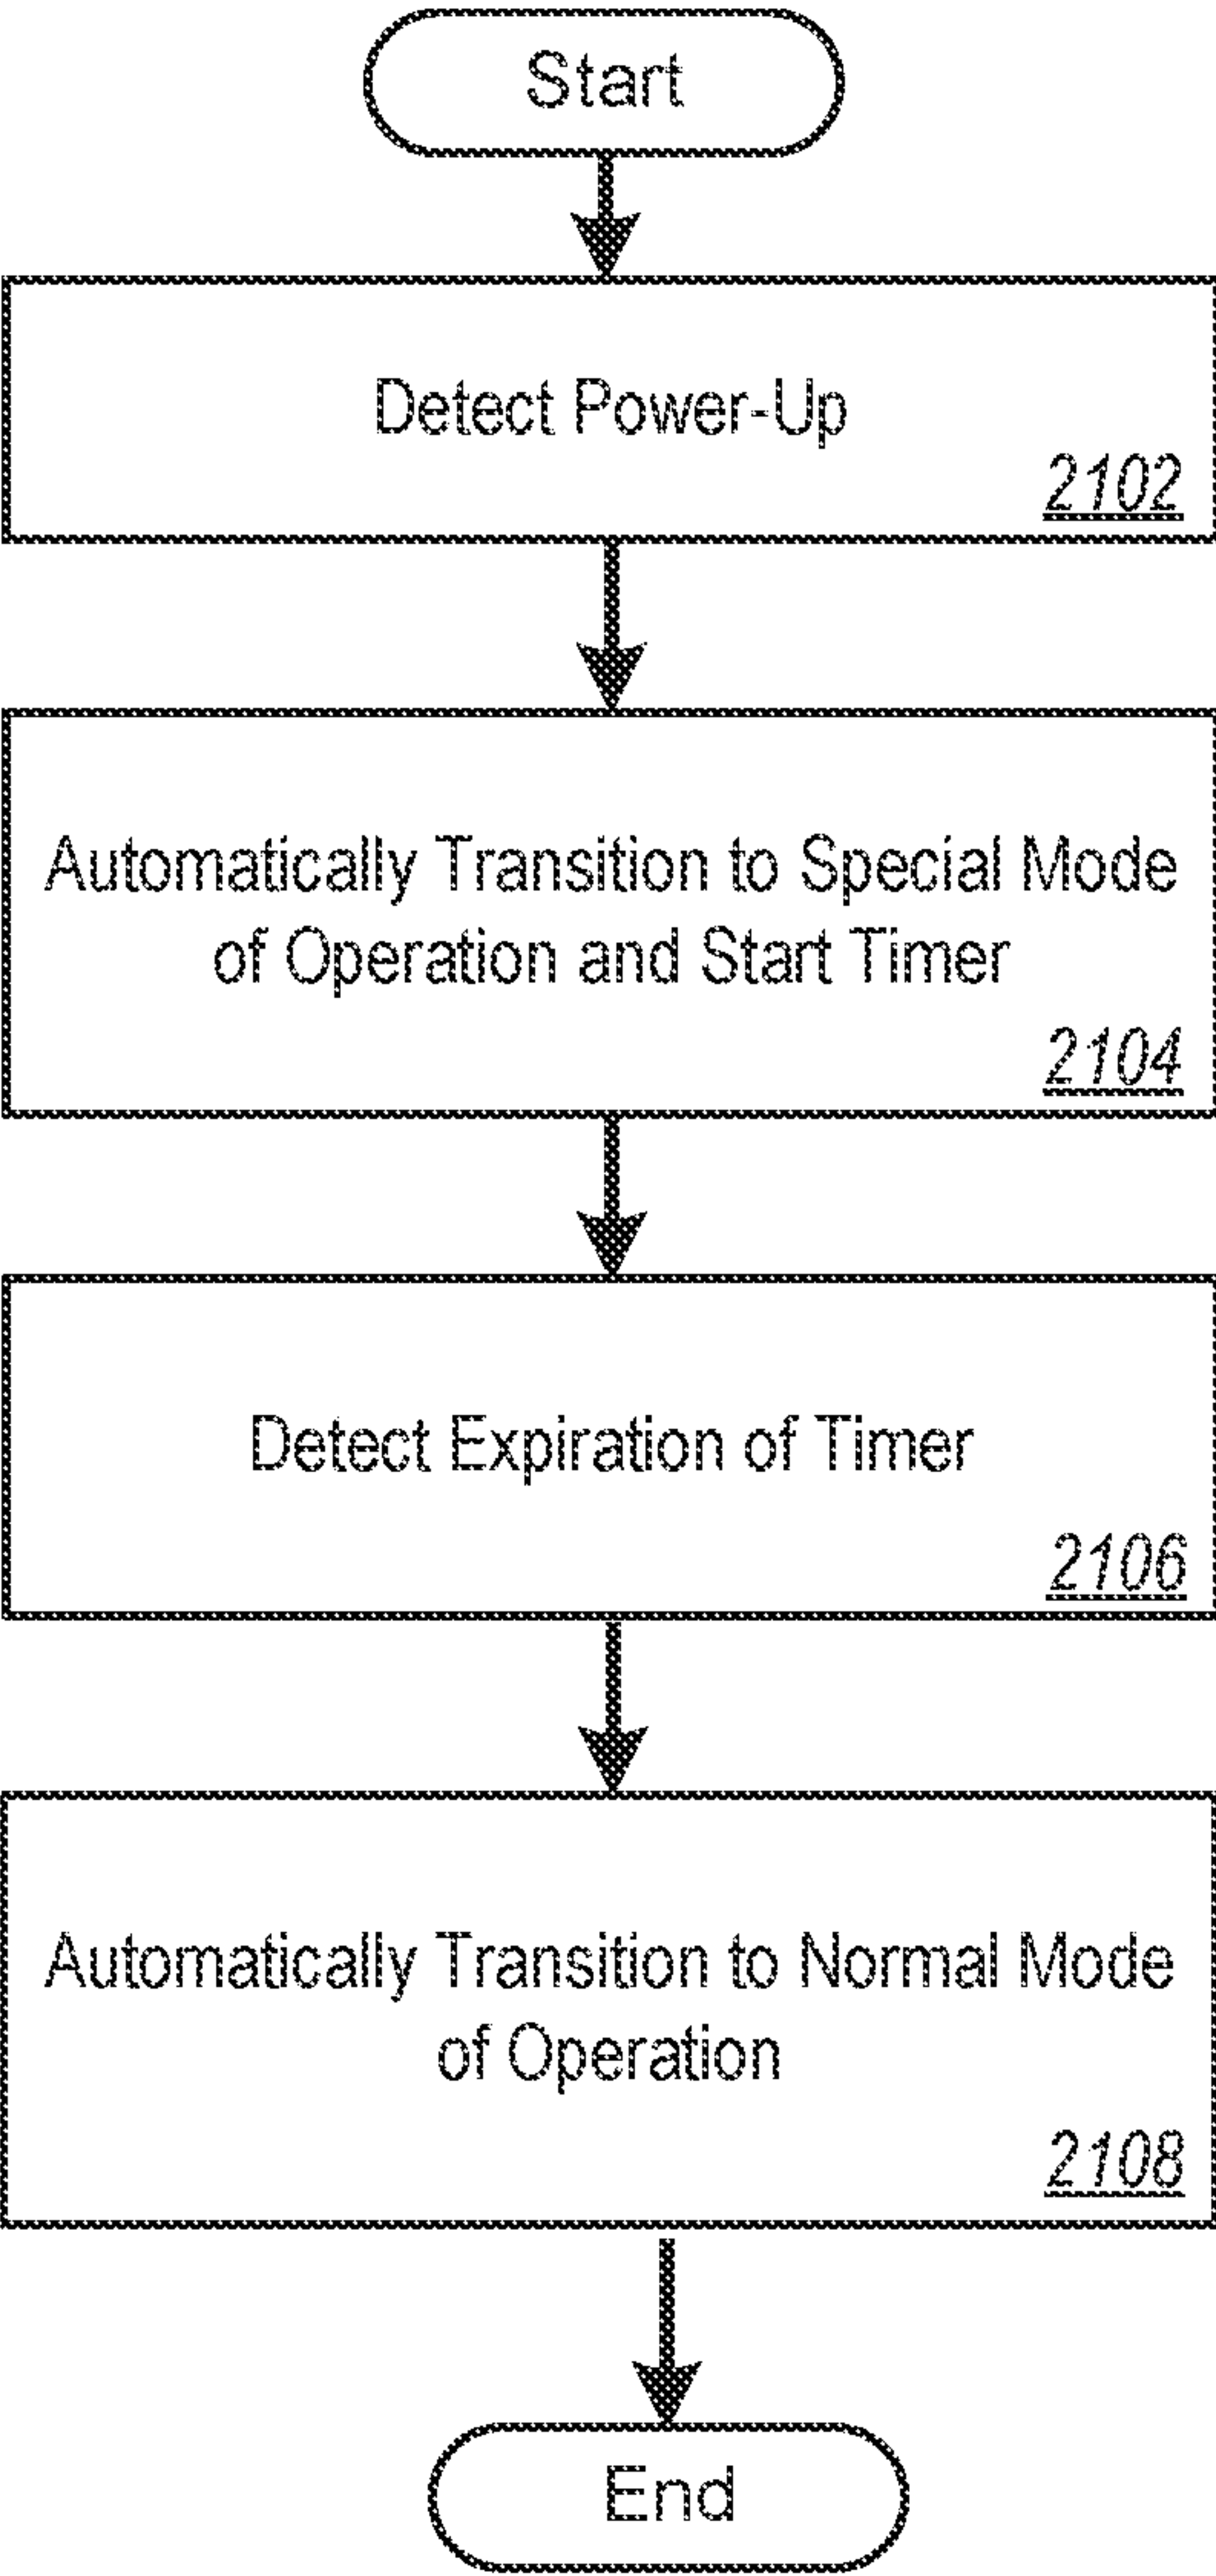 Start
Detect Power-Up
2102
Automatically Transition to Special Mode
of Operation and Start Timer
2104
Detect Expiration of Timer
2106
Automatically Transition to Normal Mode
of Operation
2108
End